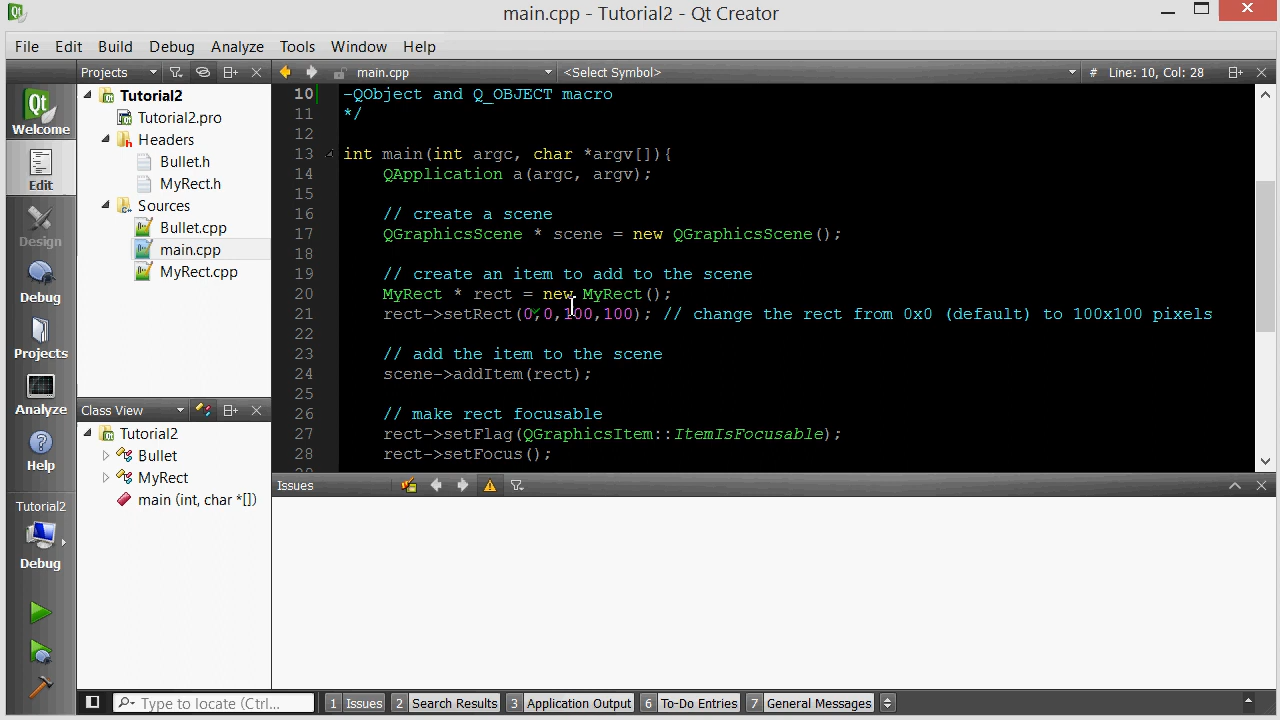 main.cpp - Tutorial2 - Qt Creator
File Edit Build Debug Analyze Tools Window Help
Projects
main.cpp
<Select Symbol>
# Line: 10, Col: 28
Qt
Welcome
Edit
Design
Debug
Projects
Analyze
Help
Tutorial2
Debug
Tutorial2
Tutorial2.pro
Headers
Bullet.h
MyRect.h
Sources
Bullet.cpp
main.cpp
MyRect.cpp
Class View
Tutorial2
Bullet
MyRect
main (int, char *[])
10 -QObject and Q_OBJECT macro
11 */
12
13 int main(int argc, char *argv[]){
14 QApplication a(argc, argv);
15
16 // create a scene
17 QGraphicsScene * scene = new QGraphicsScene();
18
19 // create an item to add to the scene
20 MyRect * rect = new MyRect();
21 rect->setRect(0,0,100,100); // change the rect from 0x0 (default) to 100x100 pixels
22
23 // add the item to the scene
24 scene->addItem(rect);
25
26 // make rect focusable
27 rect->setFlag(QGraphicsItem::ItemIsFocusable);
28 rect->setFocus();
Issues
Type to locate (Ctrl...
1 Issues 2 Search Results 3 Application Output 6 To-Do Entries 7 General Messages